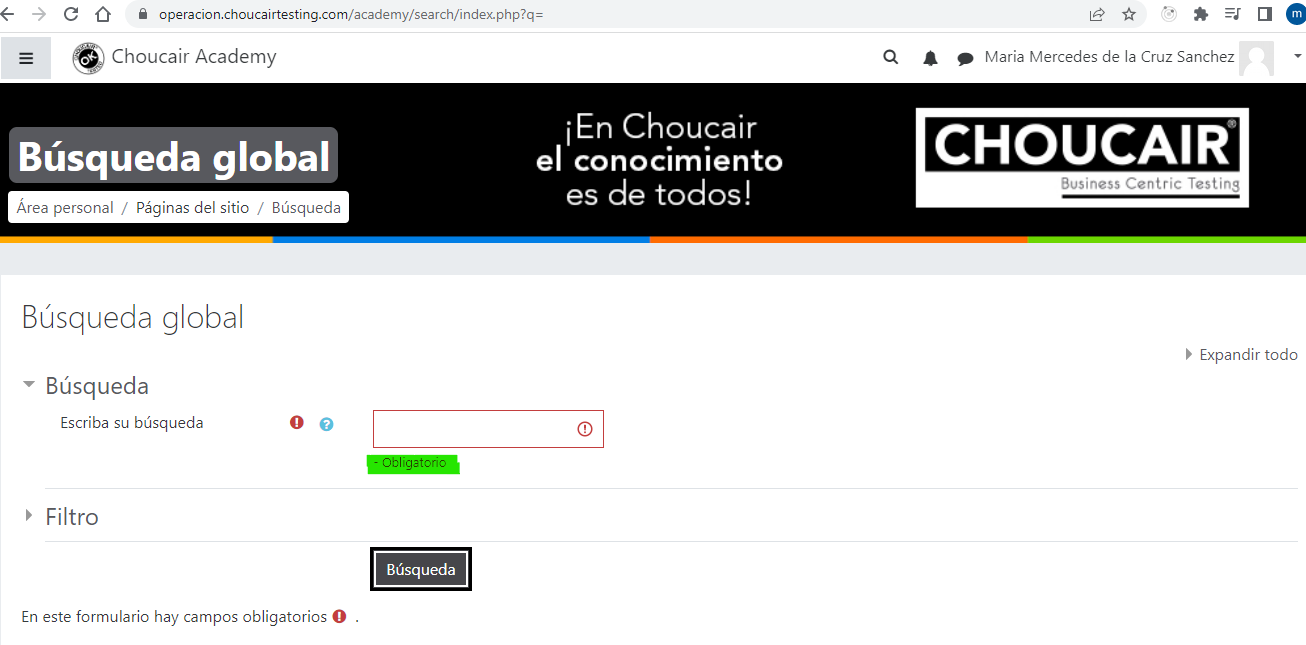 operacion.choucairtesting.com/academy/search/index.php?q=
m
Choucair Academy
Maria Mercedes de la Cruz Sanchez
Búsqueda global
Área personal / Páginas del sitio / Búsqueda
¡En Choucair
el conocimiento
es de todos!
CHOUCAIR®
Business Centric Testing
Búsqueda global
Expandir todo
Búsqueda
Escriba su búsqueda
- Obligatorio
Filtro
Búsqueda
En este formulario hay campos obligatorios .